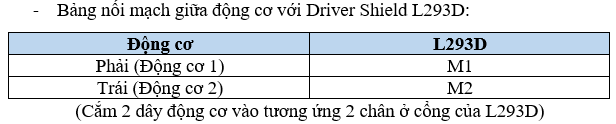 - Bảng nối mạch giữa động cơ với Driver Shield L293D:
Động cơ L293D
Phải (Động cơ 1) M1
Trái (Động cơ 2) M2
(Cắm 2 dây động cơ vào tương ứng 2 chân ở cổng của L293D)